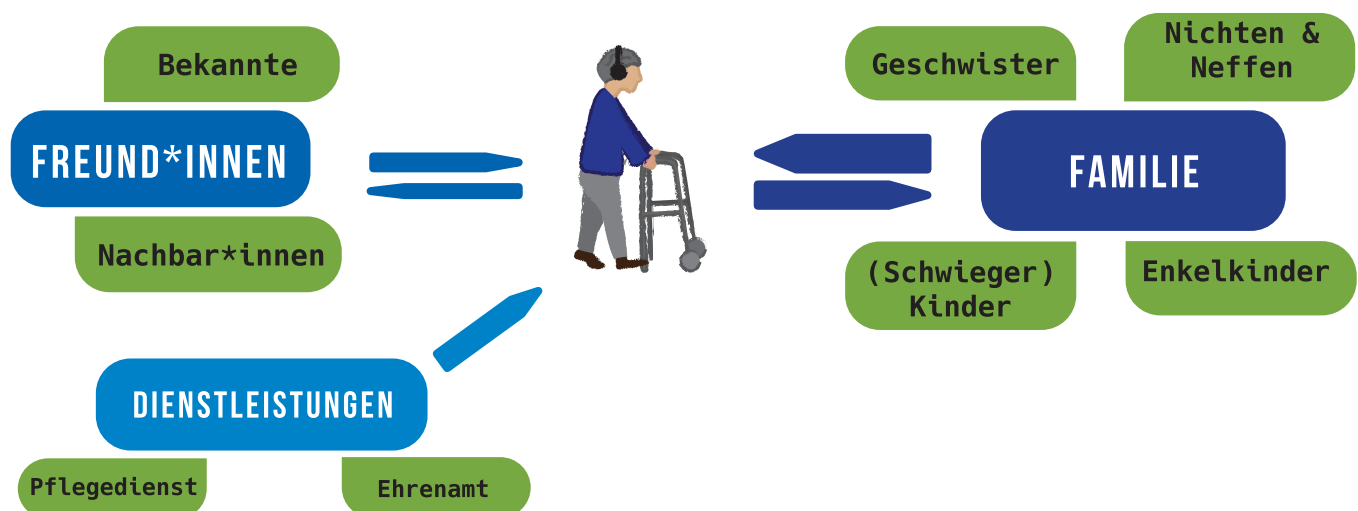 Bekannte
FREUND*INNEN
Nachbar*innen
Geschwister
Nichten &
Neffen
FAMILIE
(Schwieger)
Kinder
Enkelkinder
DIENSTLEISTUNGEN
Pflegedienst
Ehrenamt